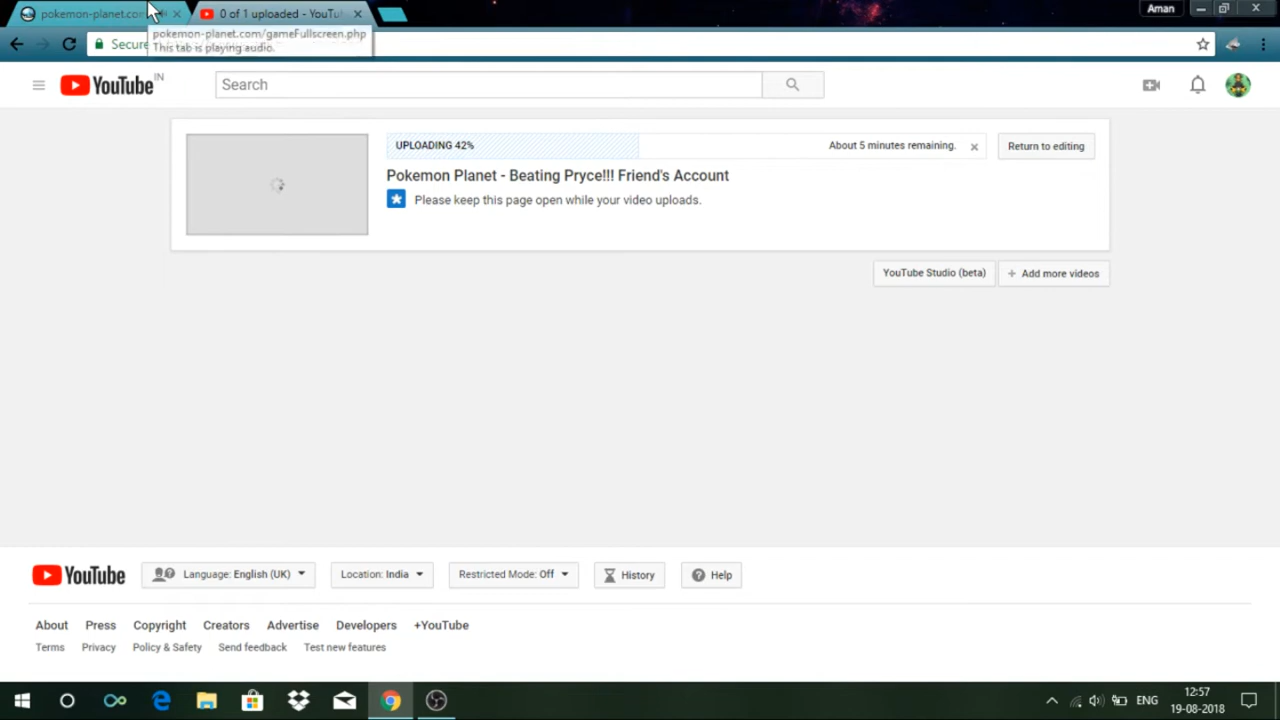 pokemon-planet.com
0 of 1 uploaded - YouTu
Aman
pokemon-planet.com/gameFullscreen.php
This tab is playing audio.
Secure
YouTube IN
Search
UPLOADING 42%
About 5 minutes remaining.
Return to editing
Pokemon Planet - Beating Pryce!!! Friend's Account
Please keep this page open while your video uploads.
YouTube Studio (beta)
+ Add more videos
YouTube
Language: English (UK)
Location: India
Restricted Mode: Off
History
Help
About Press Copyright Creators Advertise Developers +YouTube
Terms Privacy Policy & Safety Send feedback Test new features
ENG
12:57
19-08-2018